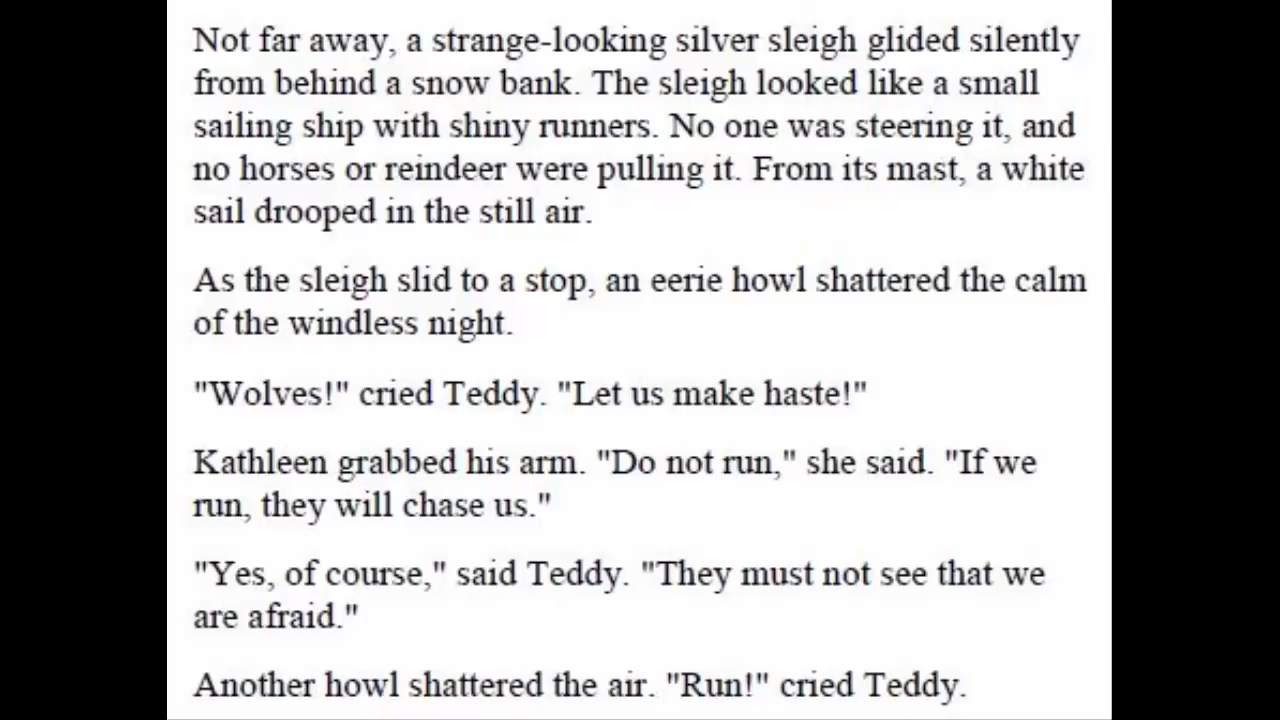 Not far away, a strange-looking silver sleigh glided silently
from behind a snow bank. The sleigh looked like a small
sailing ship with shiny runners. No one was steering it, and
no horses or reindeer were pulling it. From its mast, a white
sail drooped in the still air.
As the sleigh slid to a stop, an eerie howl shattered the calm
of the windless night.
"Wolves!" cried Teddy. "Let us make haste!"
Kathleen grabbed his arm. "Do not run," she said. "If we
run, they will chase us."
"Yes, of course," said Teddy. "They must not see that we
are afraid."
Another howl shattered the air. "Run!" cried Teddy.